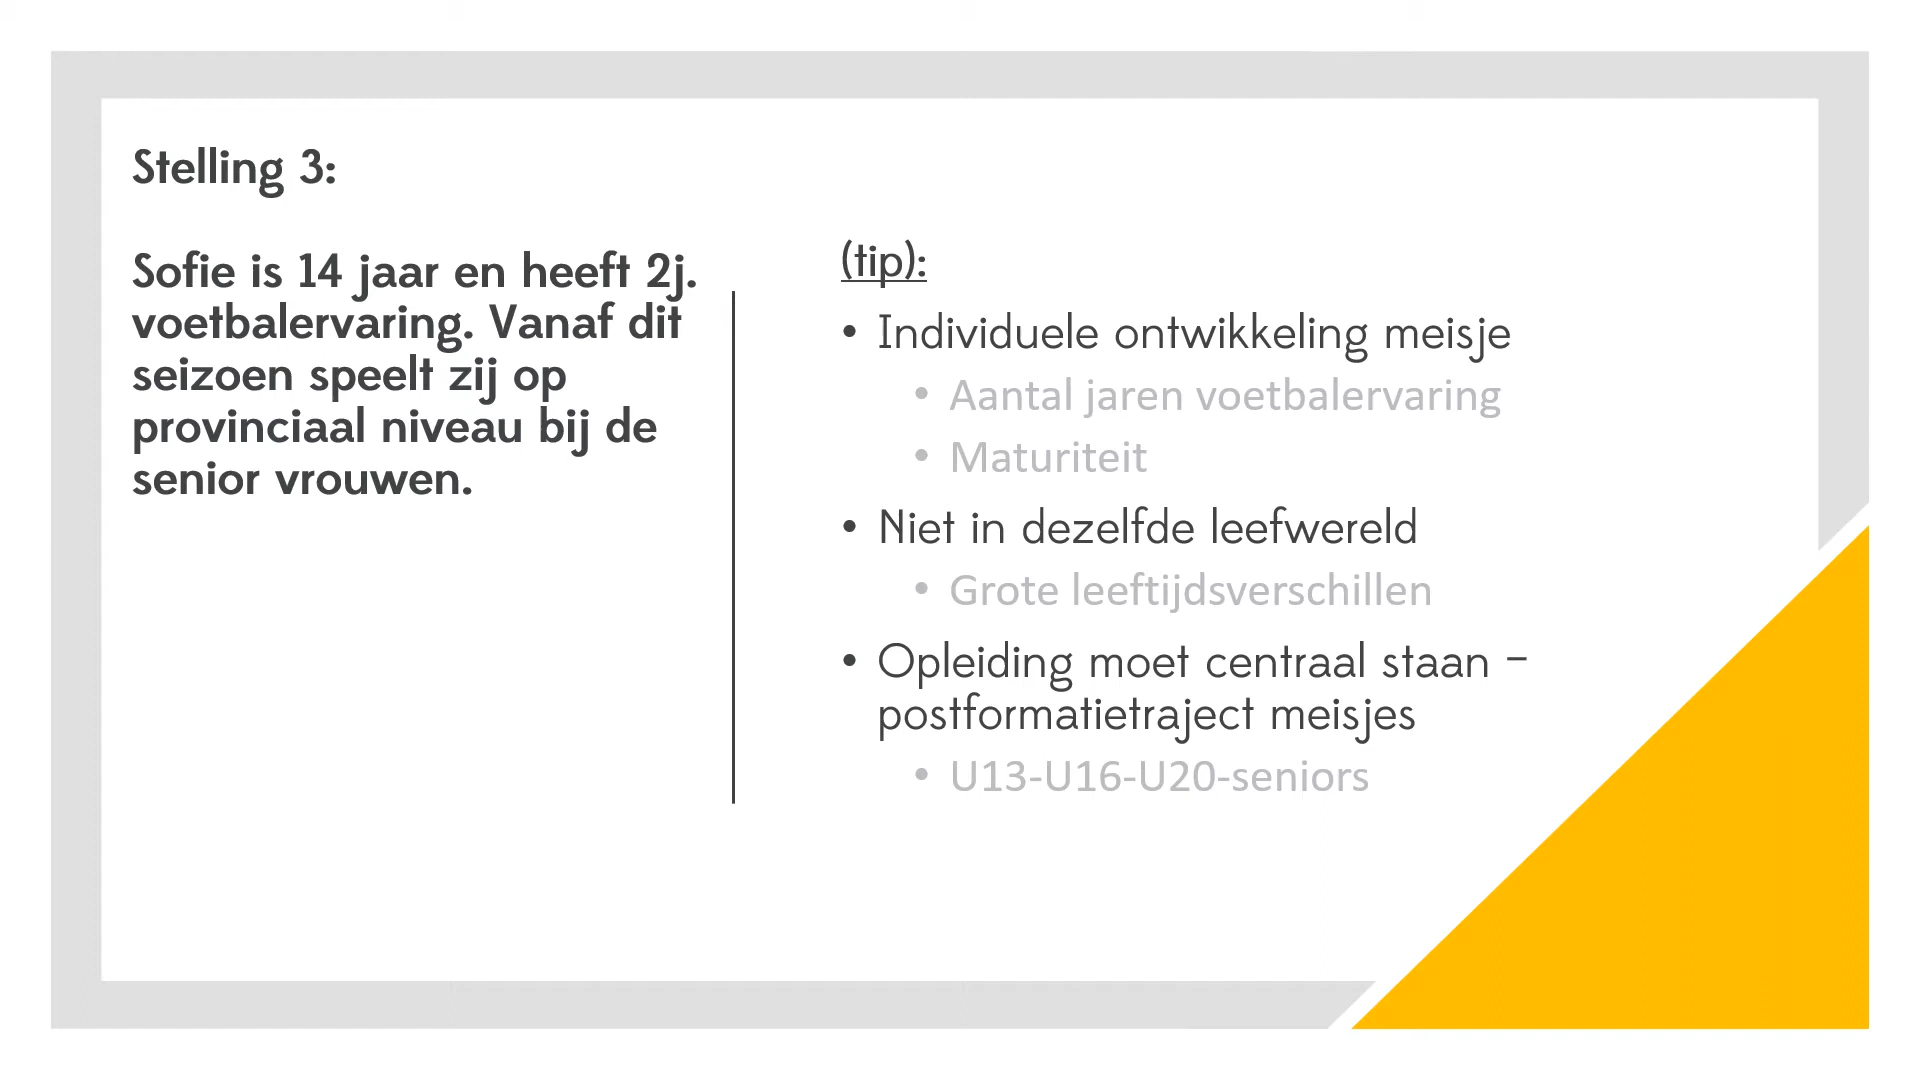 Stelling 3:
Sofie is 14 jaar en heeft 2j.
voetbalervaring. Vanaf dit
seizoen speelt zij op
provinciaal niveau bij de
senior vrouwen.
(tip):
• Individuele ontwikkeling meisje
• Aantal jaren voetbalervaring
• Maturiteit
• Niet in dezelfde leefwereld
• Grote leeftijdsverschillen
• Opleiding moet centraal staan –
postformatietraject meisjes
• U13-U16-U20-seniors